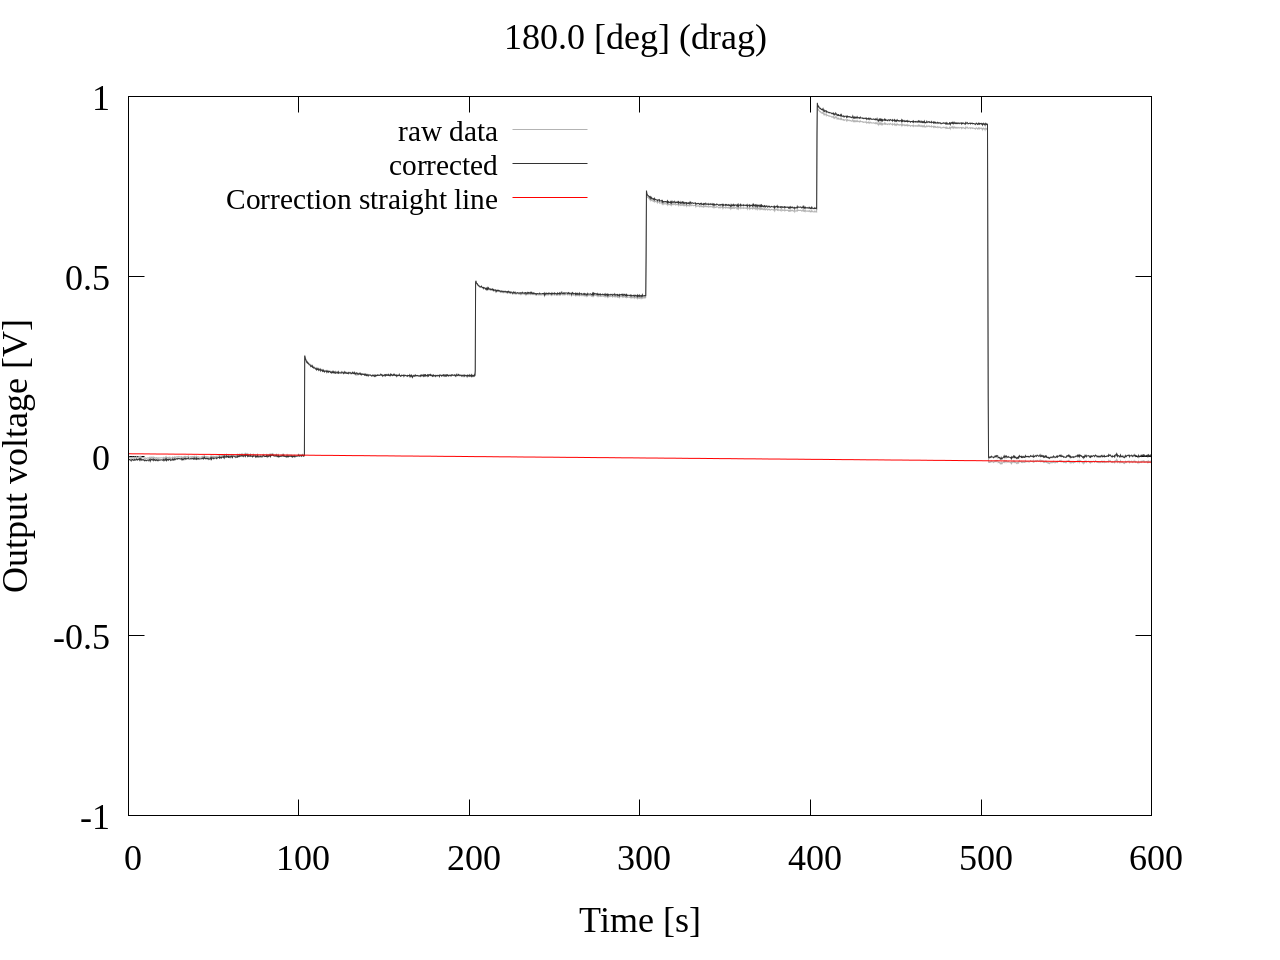 180.0 [deg] (drag)
1
raw data
corrected
Correction straight line
0.5
0
-0.5
-1
Output voltage [V]
0 100 200 300 400 500 600
Time [s]